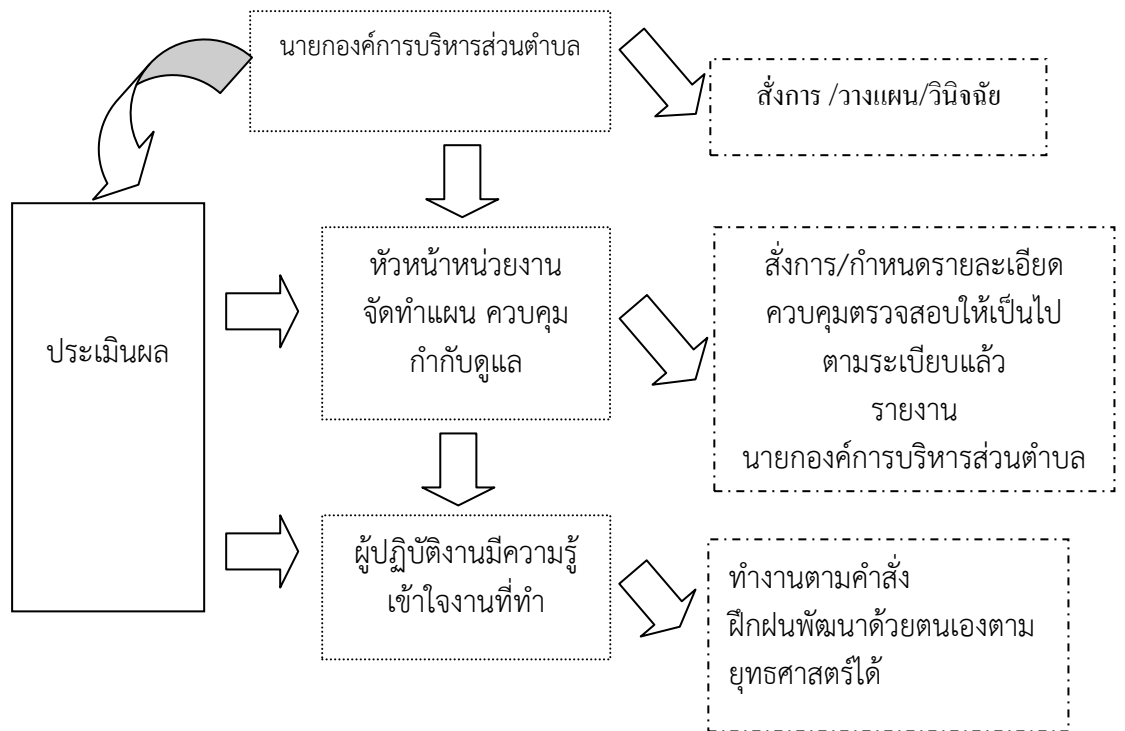 นายกองค์การบริหารส่วนตำบล
สั่งการ /วางแผน/วินิจฉัย
หัวหน้าหน่วยงาน
จัดทำแผน ควบคุม
กำกับดูแล
สั่งการ/กำหนดรายละเอียด
ควบคุมตรวจสอบให้เป็นไป
ตามระเบียบแล้ว
รายงาน
นายกองค์การบริหารส่วนตำบล
ประเมินผล
ผู้ปฏิบัติงานมีความรู้
เข้าใจงานที่ทำ
ทำงานตามคำสั่ง
ฝึกฝนพัฒนาด้วยตนเองตาม
ยุทธศาสตร์ได้